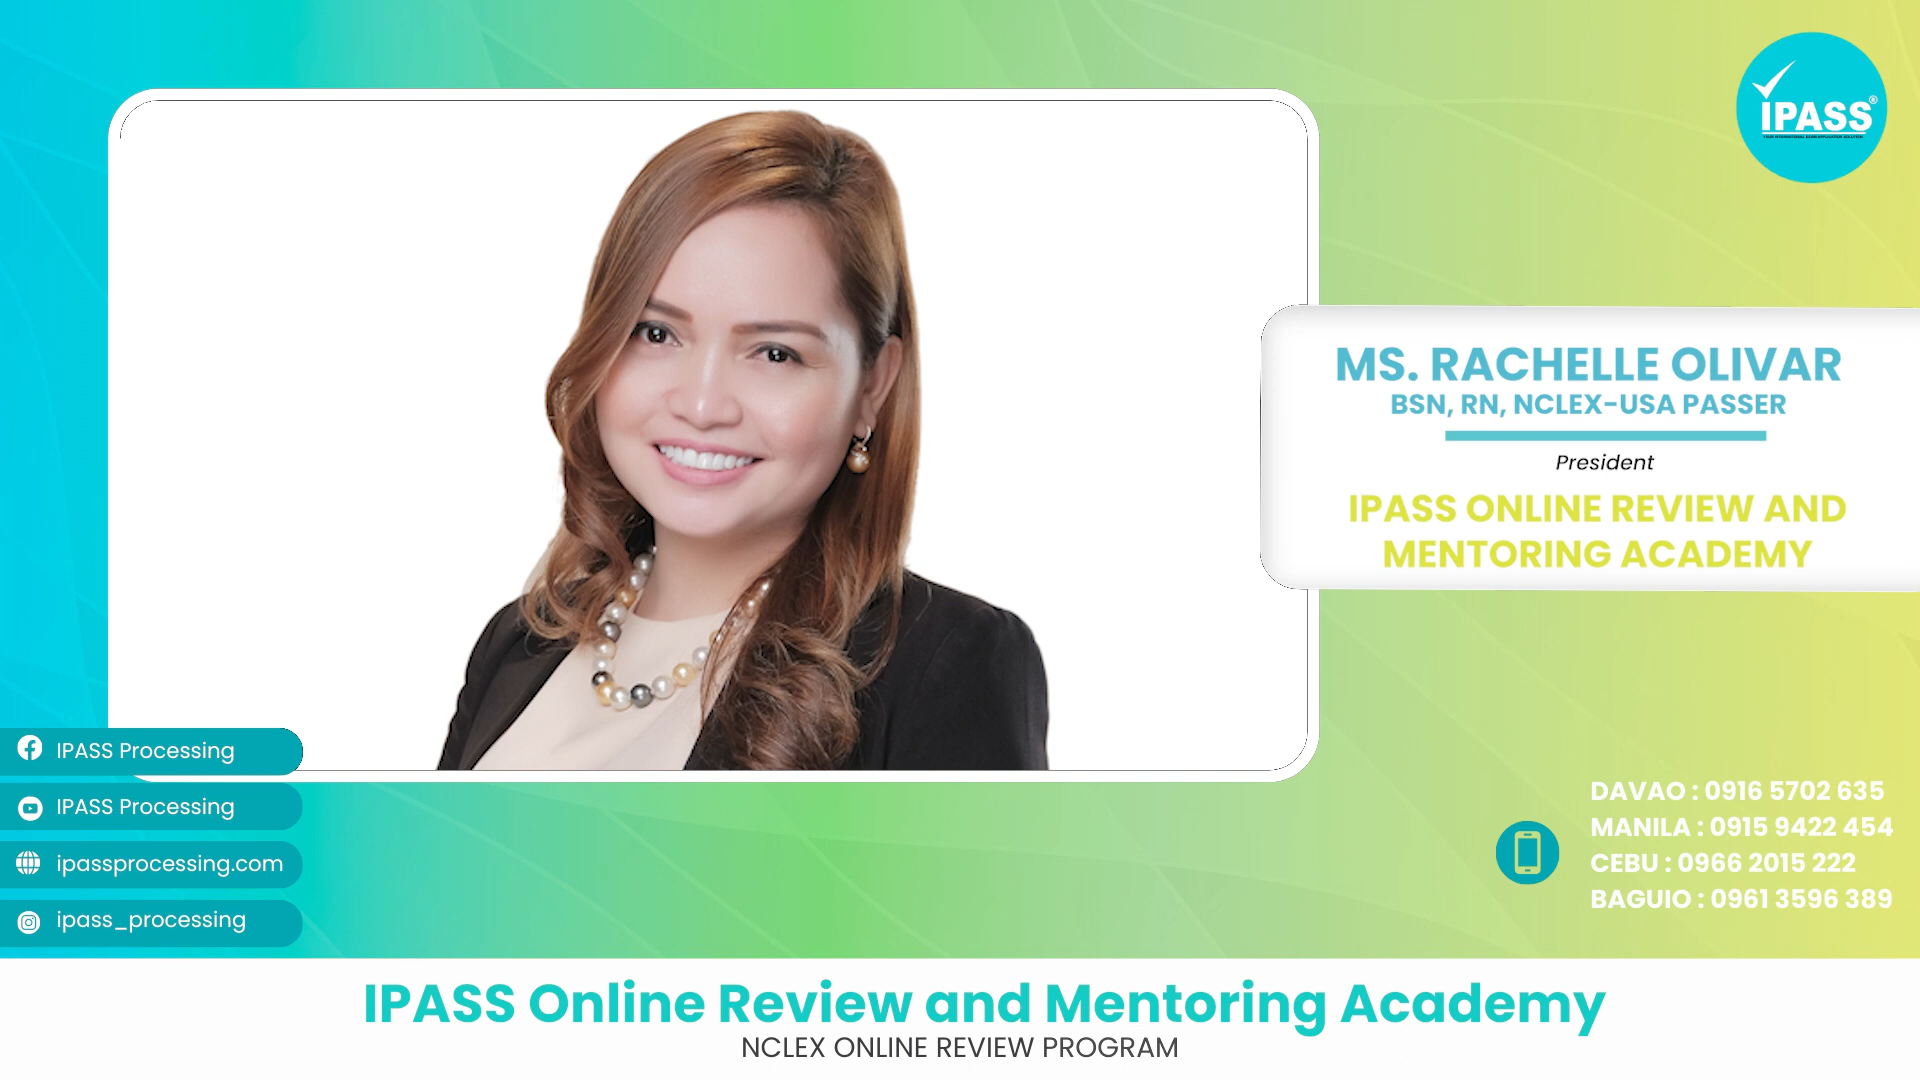 IPASS®
MS. RACHELLE OLIVAR
BSN, RN, NCLEX-USA PASSER
President
IPASS ONLINE REVIEW AND
MENTORING ACADEMY
IPASS Processing
IPASS Processing
ipassprocessing.com
ipass_processing
DAVAO : 0916 5702 635
MANILA : 0915 9422 454
CEBU : 0966 2015 222
BAGUIO : 0961 3596 389
IPASS Online Review and Mentoring Academy
NCLEX ONLINE REVIEW PROGRAM